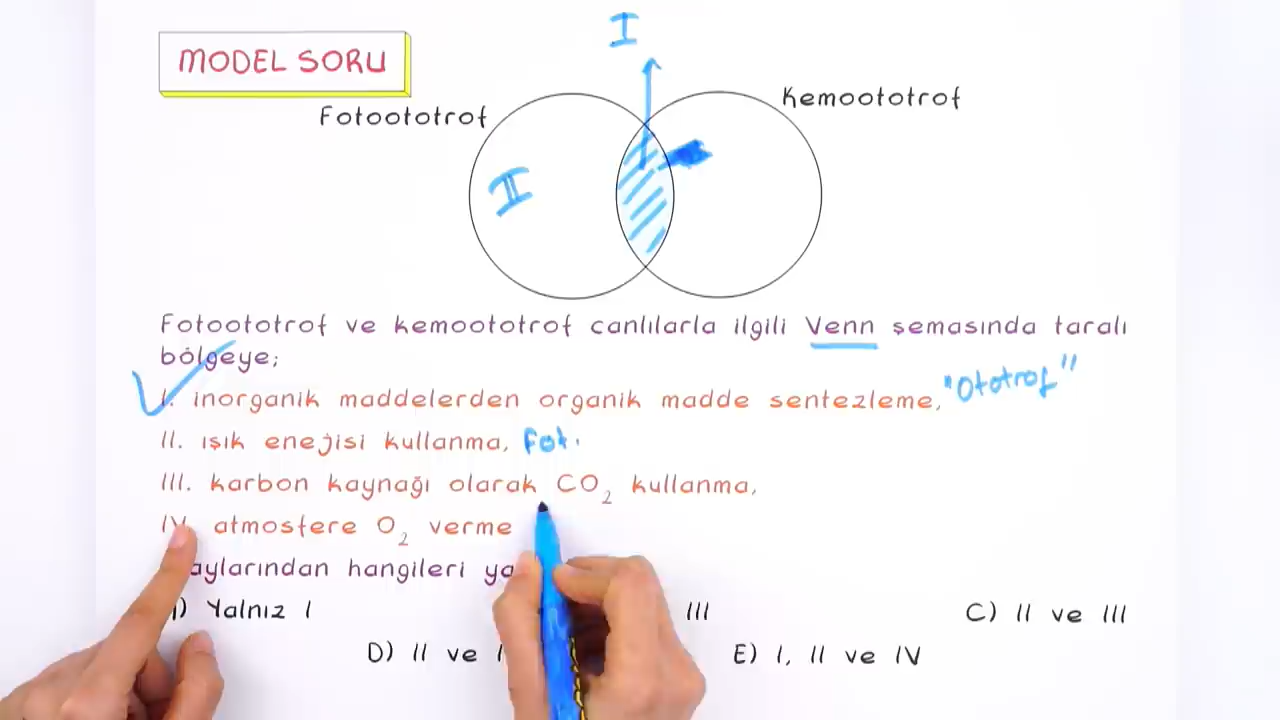 I
MODEL SORU
Fotoototrof
Kemoototrof
II
Fotoototrof ve kemoototrof canlılarla ilgili Venn şemasında taralı
bölgeye;
I. inorganik maddelerden organik madde sentezleme, "Ototrof"
II. ışık enejisi kullanma, Fot.
III. karbon kaynağı olarak CO₂ kullanma,
IV. atmosfere O₂ verme
hangileri
A) Yalnız I
III
C) II ve III
D) II ve
E) I, II ve IV